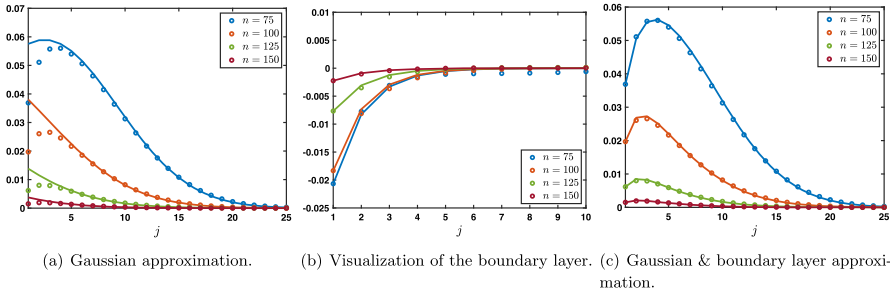 0.07
0.06
0.05
0.04
0.03
0.02
0.01
0
5
10
15
20
25
j
n = 75
n = 100
n = 125
n = 150
0.01
0.005
0
-0.005
-0.01
-0.015
-0.02
-0.025
1
2
3
4
5
6
7
8
9
10
j
n = 75
n = 100
n = 125
n = 150
0.06
0.05
0.04
0.03
0.02
0.01
0
5
10
15
20
25
j
n = 75
n = 100
n = 125
n = 150
(a) Gaussian approximation.
(b) Visualization of the boundary layer.
(c) Gaussian & boundary layer approxi-
mation.